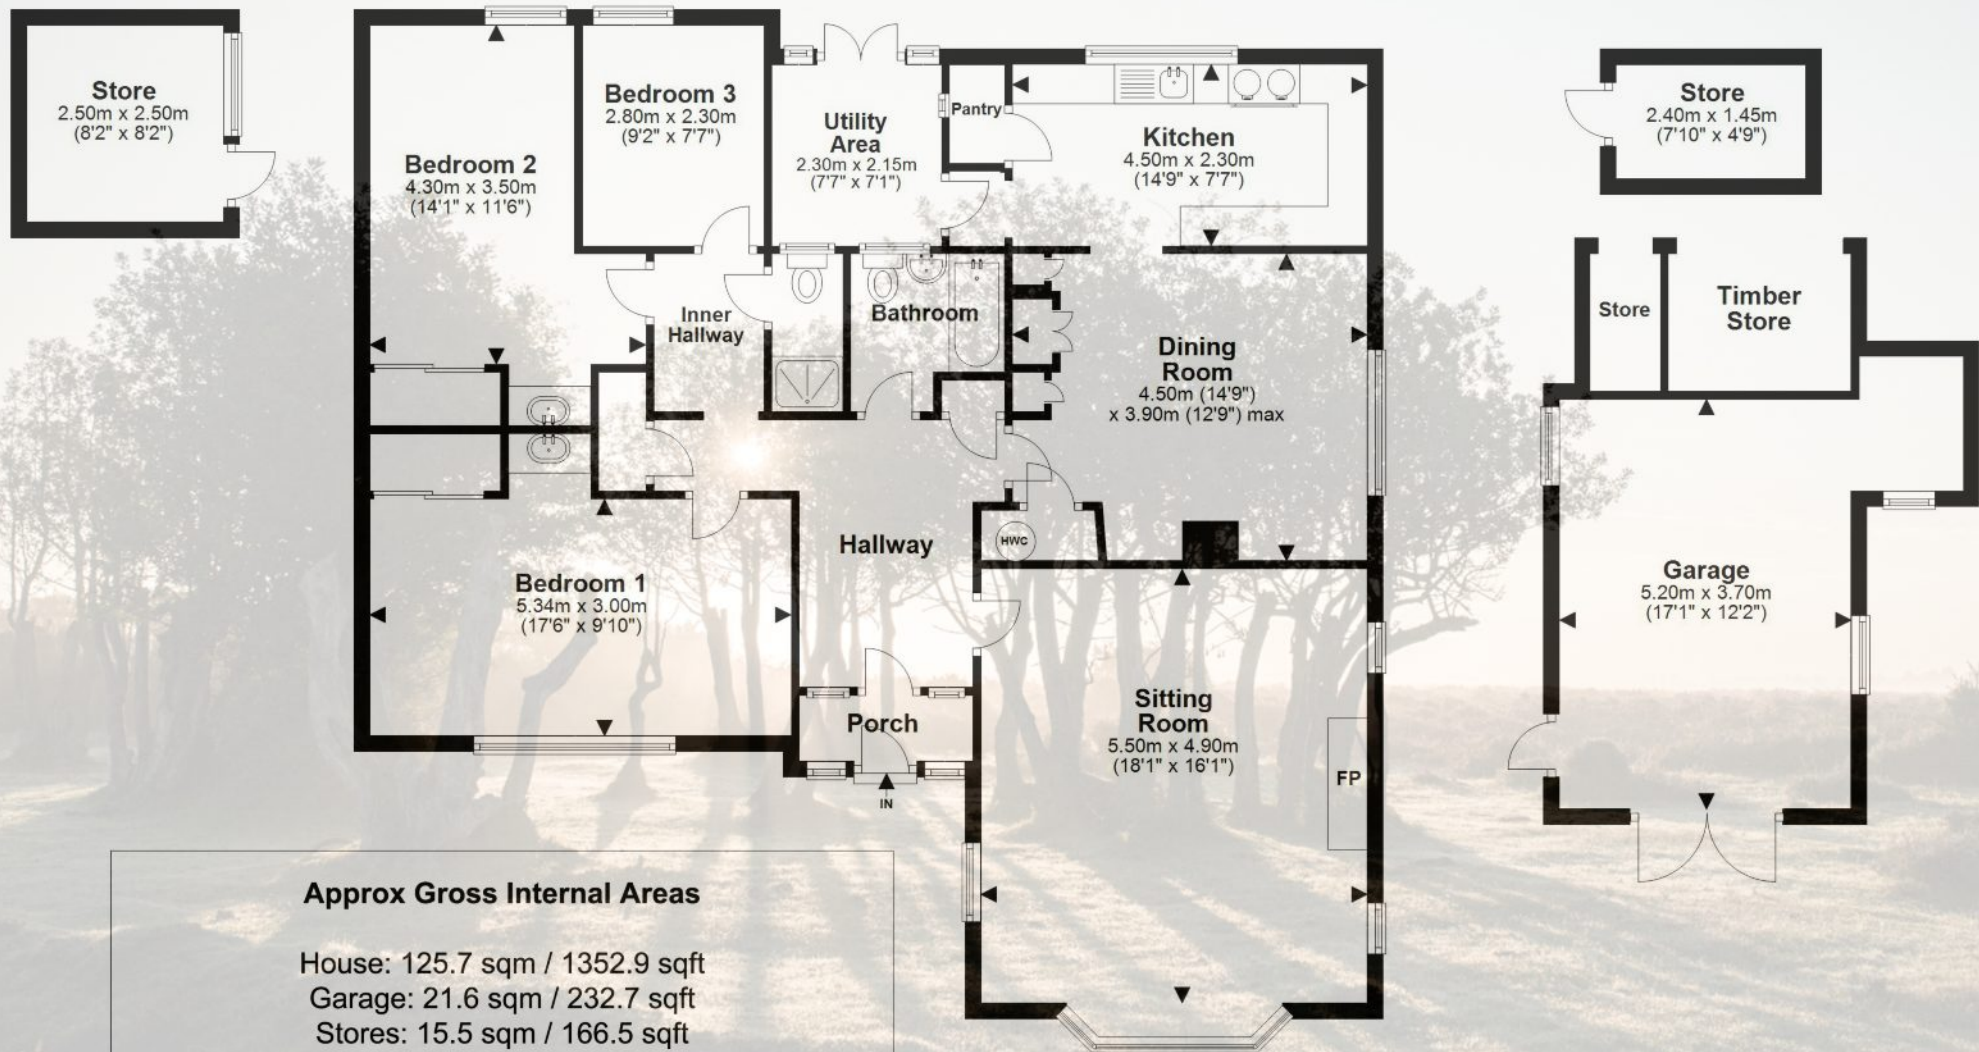 Store
2.50m x 2.50m
(8'2" x 8'2")
Bedroom 2
4.30m x 3.50m
(14'1" x 11'6")
Bedroom 3
2.80m x 2.30m
(9'2" x 7'7")
Utility
Area
2.30m x 2.15m
(7'7" x 7'1")
Pantry
Kitchen
4.50m x 2.30m
(14'9" x 7'7")
Store
2.40m x 1.45m
(7'10" x 4'9")
Inner
Hallway
Bathroom
Dining
Room
4.50m (14'9")
x 3.90m (12'9") max
Store
Timber
Store
Hallway
HWC
Bedroom 1
5.34m x 3.00m
(17'6" x 9'10")
Garage
5.20m x 3.70m
(17'1" x 12'2")
Porch
IN
Sitting
Room
5.50m x 4.90m
(18'1" x 16'1")
FP
Approx Gross Internal Areas
House: 125.7 sqm / 1352.9 sqft
Garage: 21.6 sqm / 232.7 sqft
Stores: 15.5 sqm / 166.5 sqft